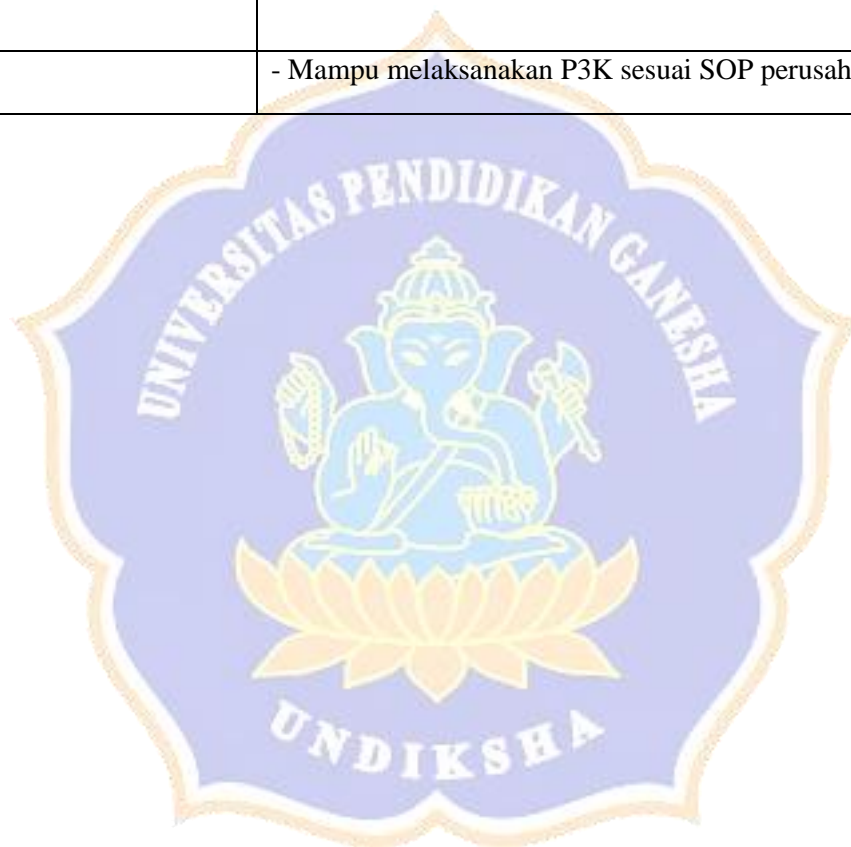 - Mampu melaksanakan P3K sesuai SOP perusah
UNIVERSITAS PENDIDIKAN GANESHA
UNDIKSHA